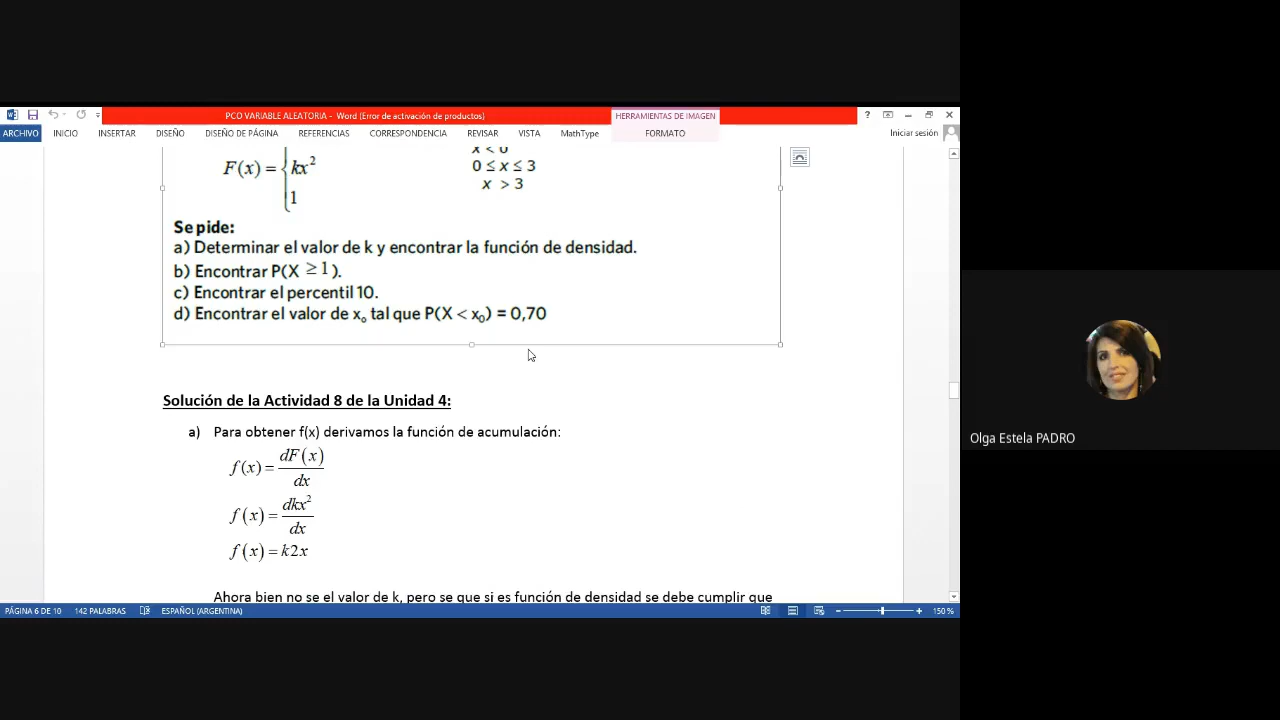 PCO VARIABLE ALEATORIA - Word (Error de activación de productos)
HERRAMIENTAS DE IMAGEN
?
ARCHIVO INICIO INSERTAR DISEÑO DISEÑO DE PÁGINA REFERENCIAS CORRESPONDENCIA REVISAR VISTA MathType FORMATO Iniciar sesión
x < 0
F(x) = { kx² 0 ≤ x ≤ 3
1 x > 3
Se pide:
a) Determinar el valor de k y encontrar la función de densidad.
b) Encontrar P(X ≥ 1 ).
c) Encontrar el percentil 10.
d) Encontrar el valor de x₀ tal que P(X < x₀) = 0,70
Solución de la Actividad 8 de la Unidad 4:
a) Para obtener f(x) derivamos la función de acumulación:
f(x) = dF(x)/dx
f(x) = dkx²/dx
f(x) = k2x
Ahora bien no se el valor de k, pero se que si es función de densidad se debe cumplir que
PÁGINA 6 DE 10 142 PALABRAS ESPAÑOL (ARGENTINA) 150 %
Olga Estela PADRO